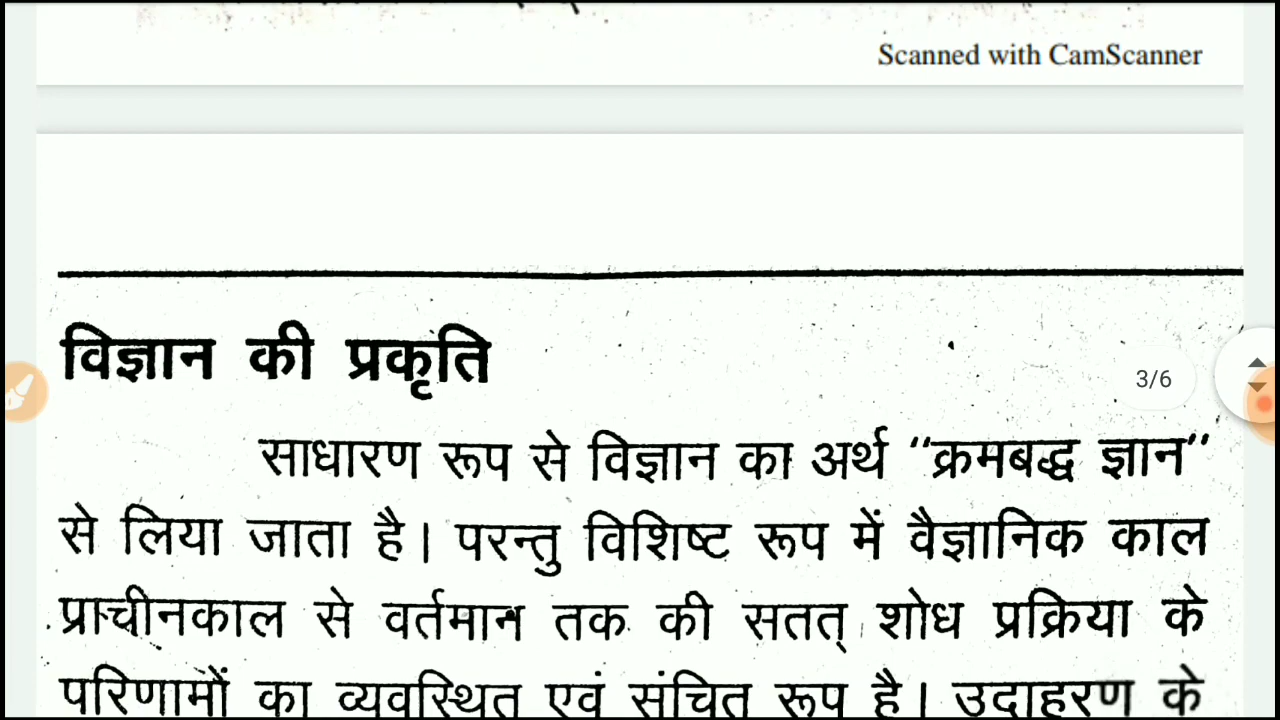 Scanned with CamScanner
विज्ञान की प्रकृति
3/6
साधारण रूप से विज्ञान का अर्थ "क्रमबद्ध ज्ञान"
से लिया जाता है। परन्तु विशिष्ट रूप में वैज्ञानिक काल
प्राचीनकाल से वर्तमान तक की सतत् शोध प्रक्रिया के
परिणामों का व्यवस्थित एवं संचित रूप है। उदाहरण के